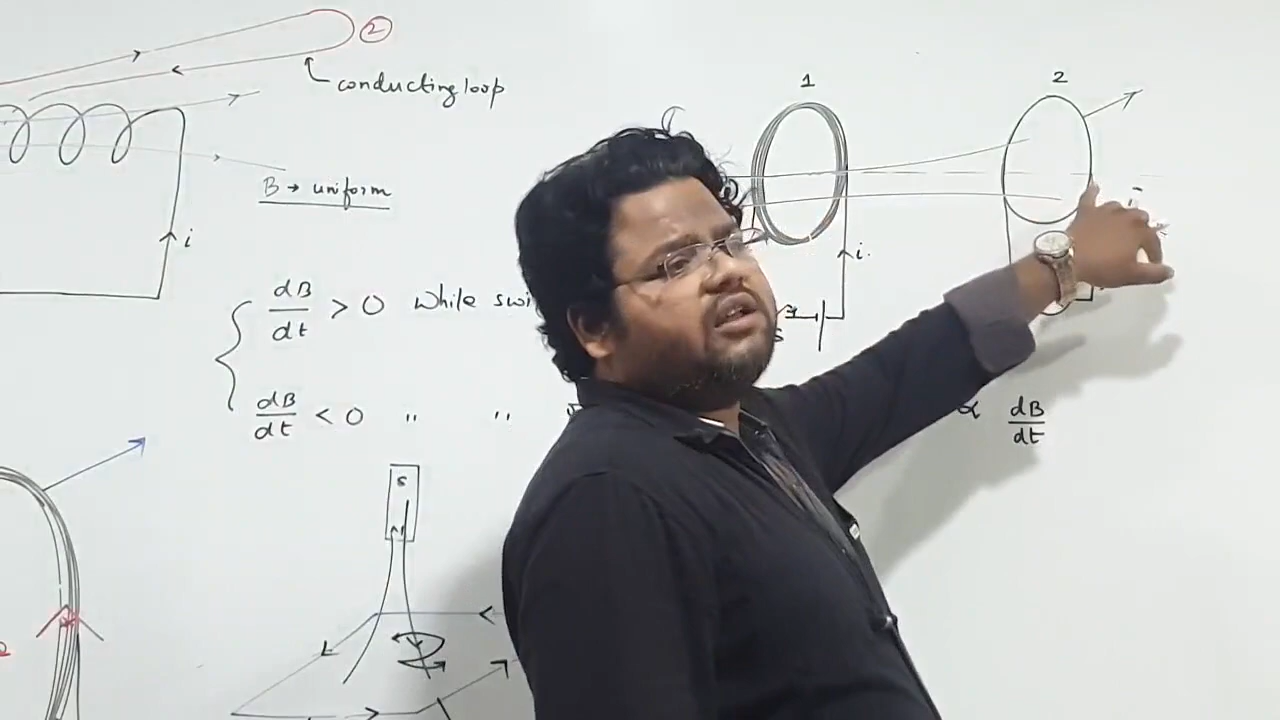 2
conducting loop
B → uniform
i
dB/dt > 0 while swi
dB/dt < 0 " "
S
N
1
2
i.
i
∝ dB/dt